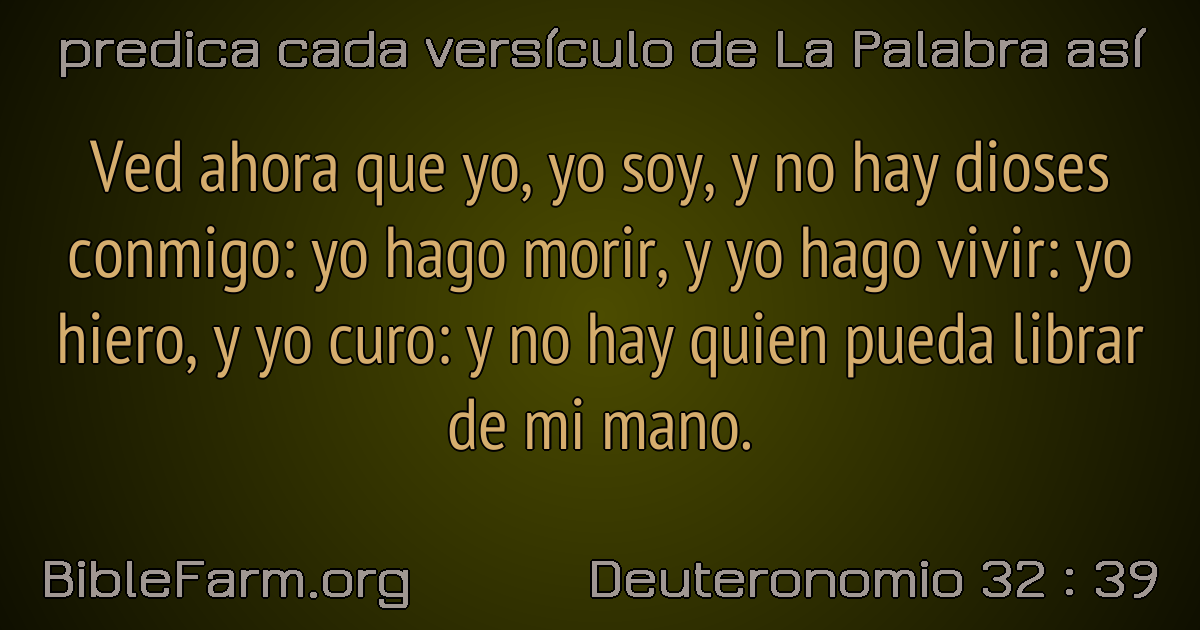 predica cada versículo de La Palabra así
Ved ahora que yo, yo soy, y no hay dioses
conmigo: yo hago morir, y yo hago vivir: yo
hiero, y yo curo: y no hay quien pueda librar
de mi mano.
BibleFarm.org
Deuteronomio 32 : 39